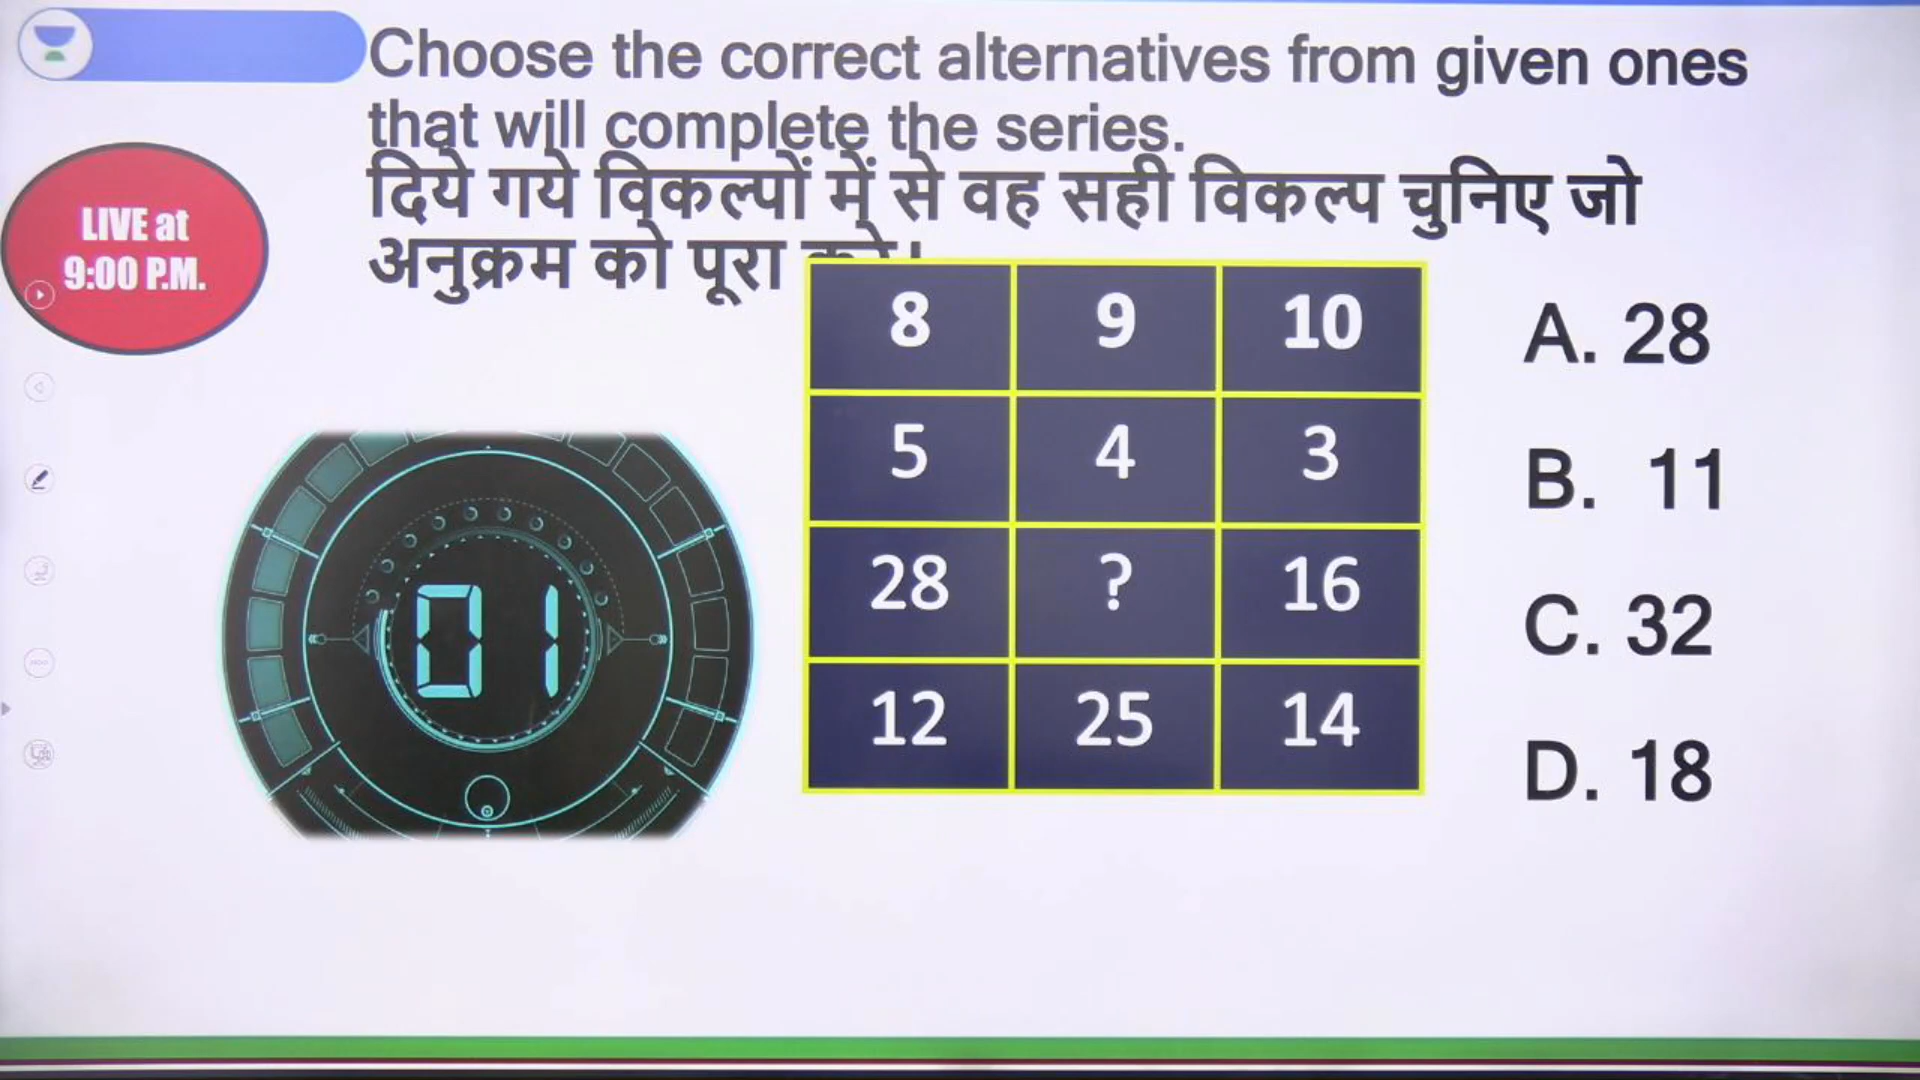 Choose the correct alternatives from given ones
that will complete the series.
दिये गये विकल्पों में से वह सही विकल्प चुनिए जो
अनुक्रम को पूरा
LIVE at
9:00 P.M.
8 9 10
5 4 3
28 ? 16
12 25 14
A. 28
B. 11
C. 32
D. 18
01